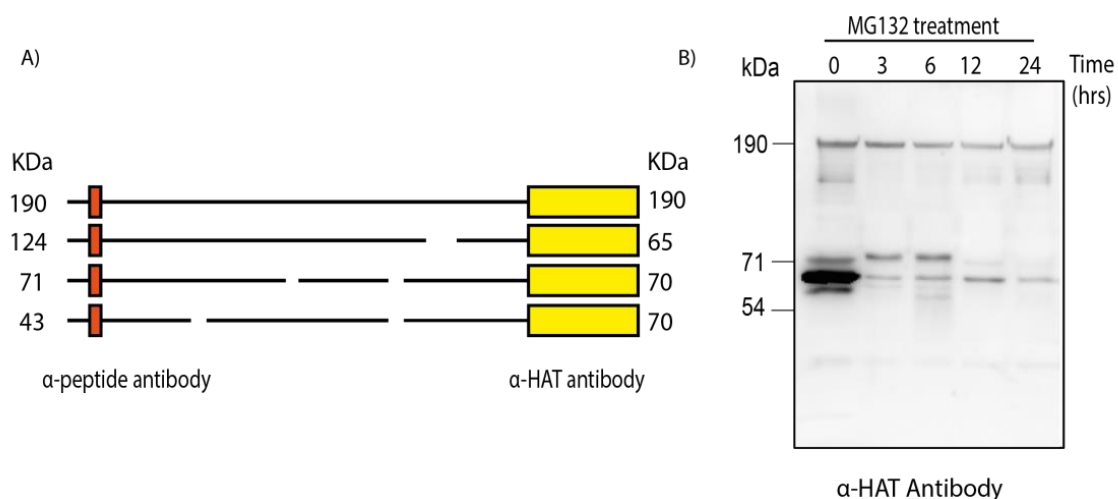 A)
KDa KDa
190 190
124 65
71 70
43 70
α-peptide antibody α-HAT antibody
B)
MG132 treatment
kDa 0 3 6 12 24 Time
(hrs)
190
71
54
α-HAT Antibody